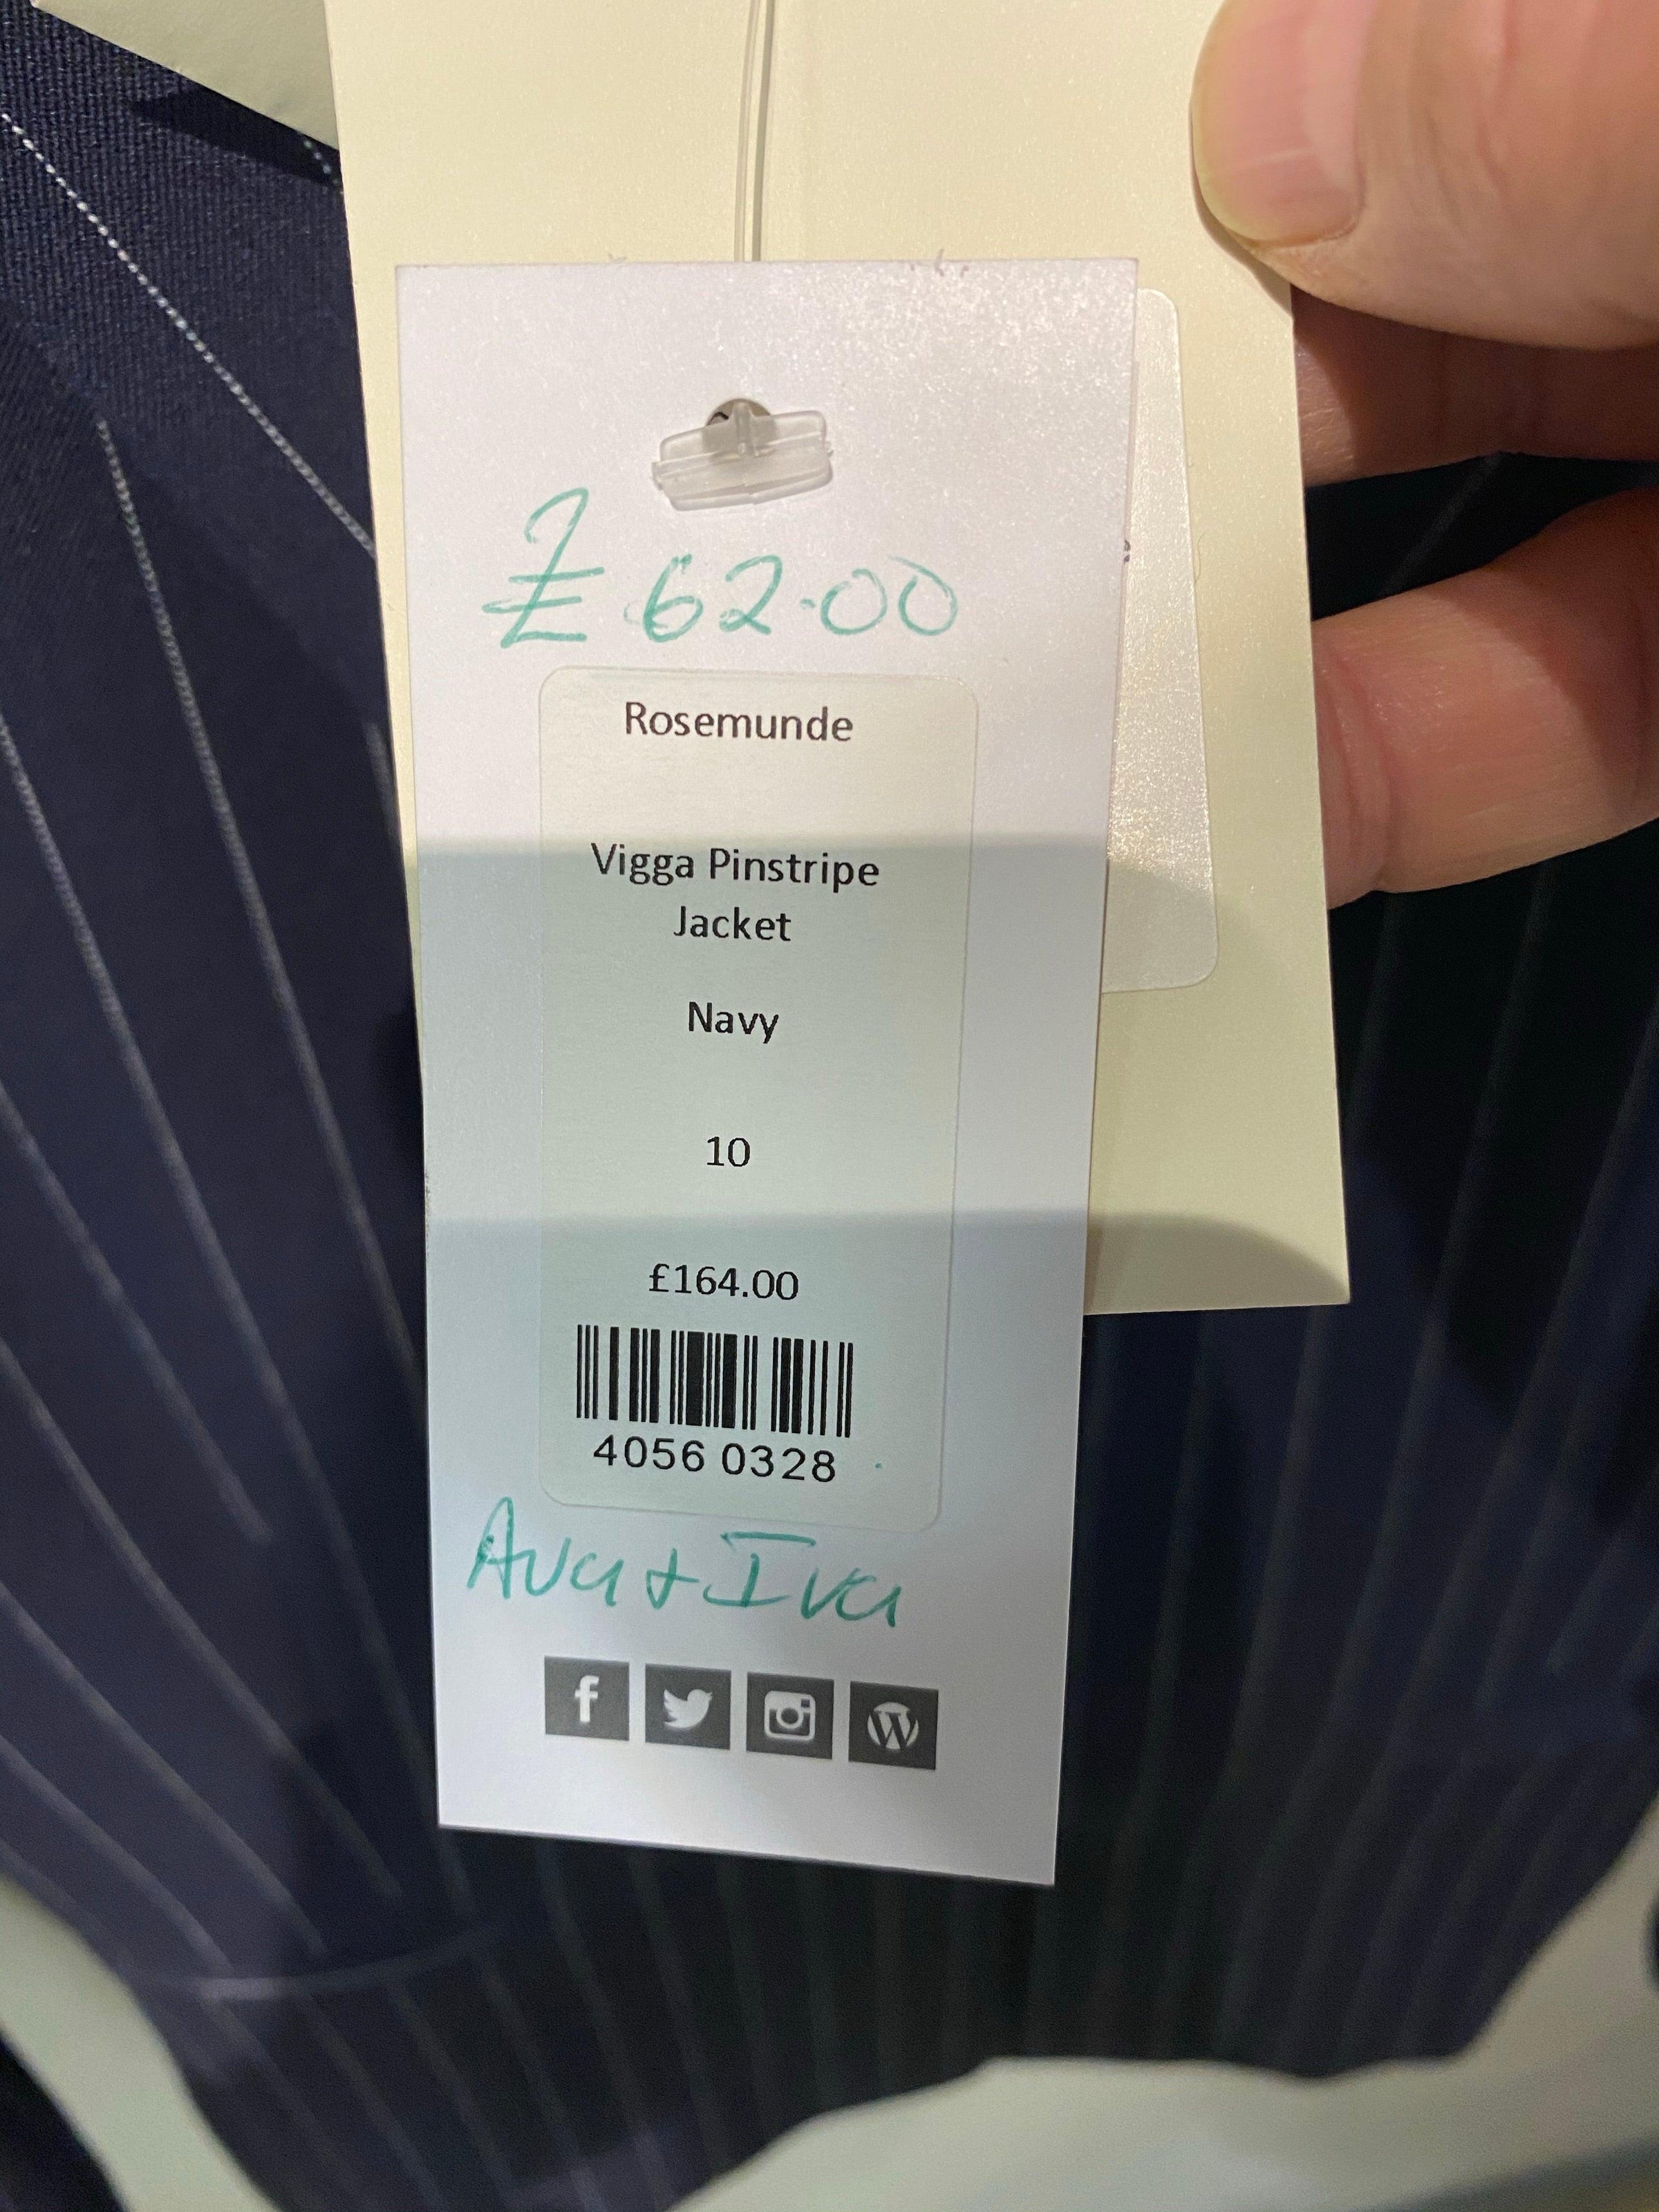 £62.00
Rosemunde
Vigga Pinstripe
Jacket
Navy
10
£164.00
4056 0328
Ava + Iva